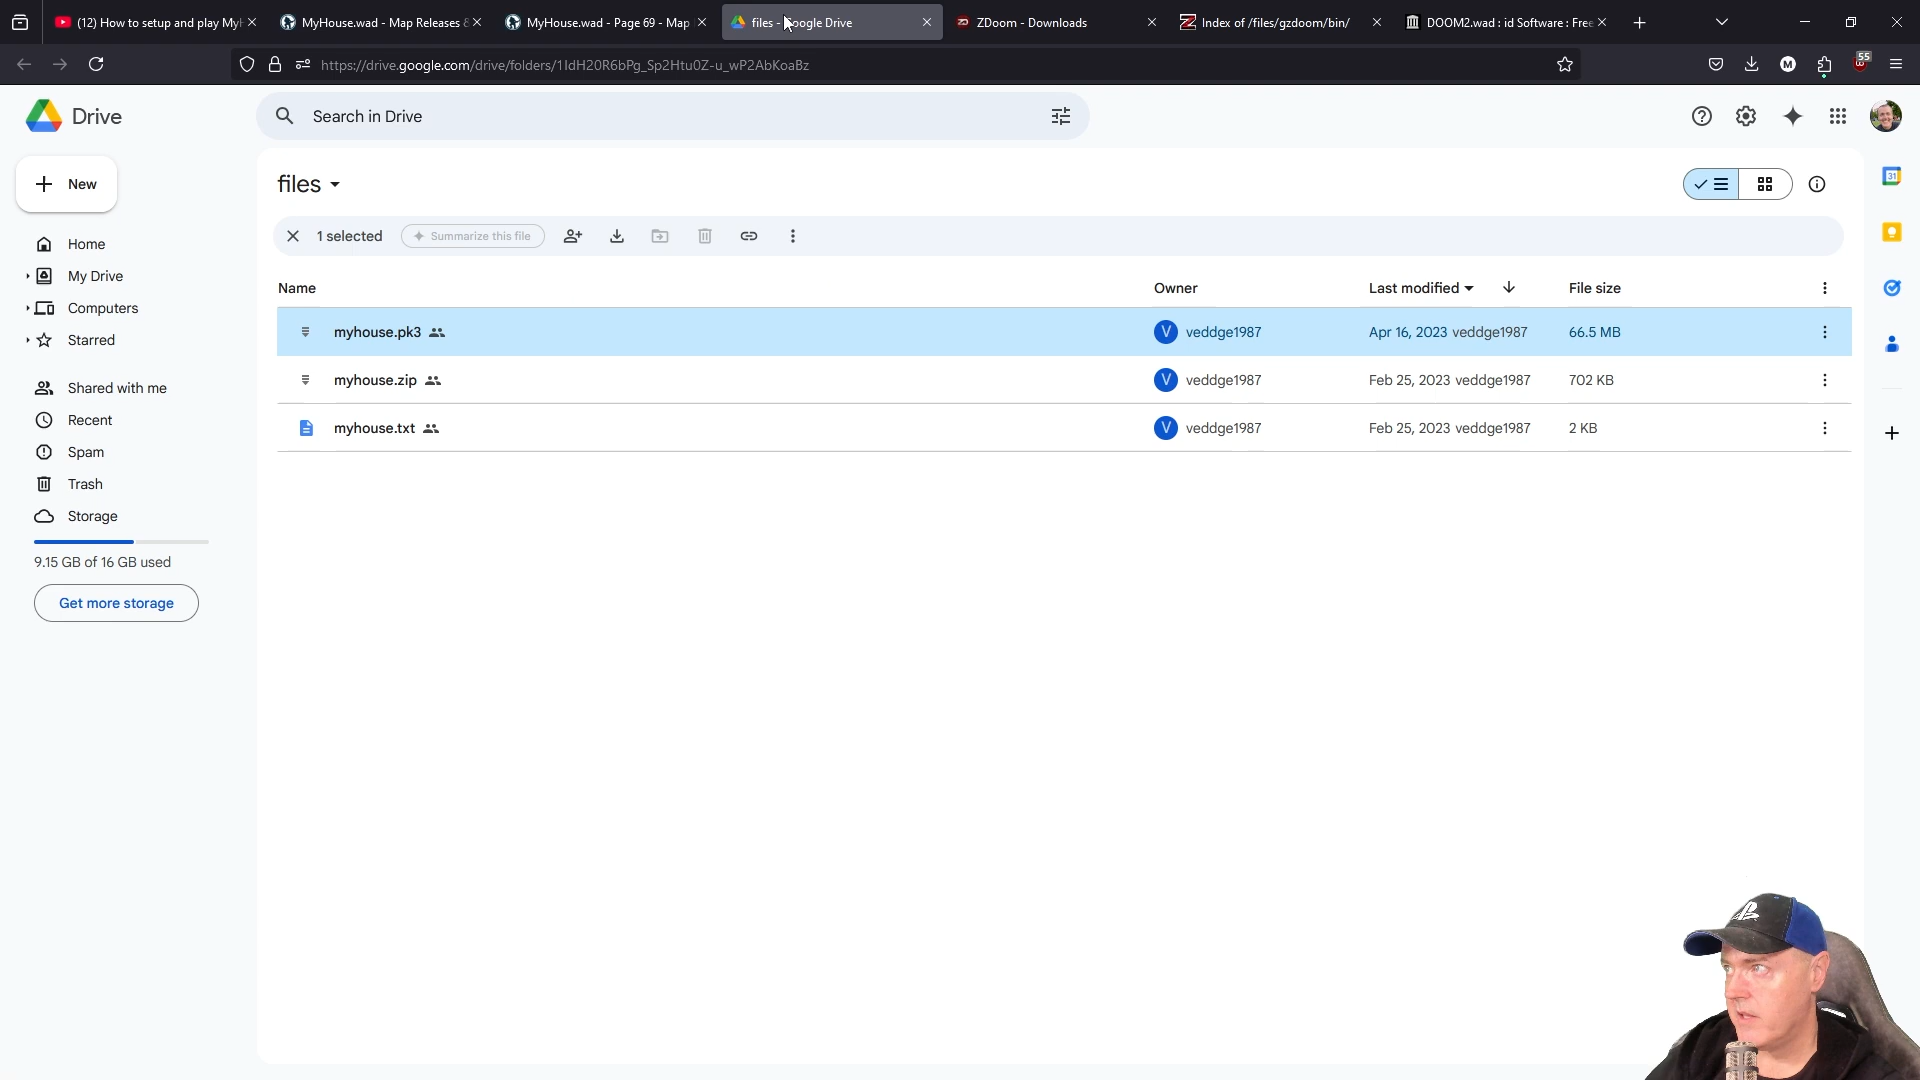 (12) How to setup and play MyH
MyHouse.wad - Map Releases &
MyHouse.wad - Page 69 - Map
files - Google Drive
ZDoom - Downloads
Index of /files/gzdoom/bin/
DOOM2.wad : id Software : Free
https://drive.google.com/drive/folders/1IdH20R6bPg_Sp2Htu0Z-u_wP2AbKoaBz
M
55
Drive
Search in Drive
New
files
31
1 selected
Summarize this file
Home
My Drive
Computers
Starred
Shared with me
Recent
Spam
Trash
Storage
9.15 GB of 16 GB used
Get more storage
Name
Owner
Last modified
File size
myhouse.pk3
V
veddge1987
Apr 16, 2023 veddge1987
66.5 MB
myhouse.zip
V
veddge1987
Feb 25, 2023 veddge1987
702 KB
myhouse.txt
V
veddge1987
Feb 25, 2023 veddge1987
2 KB